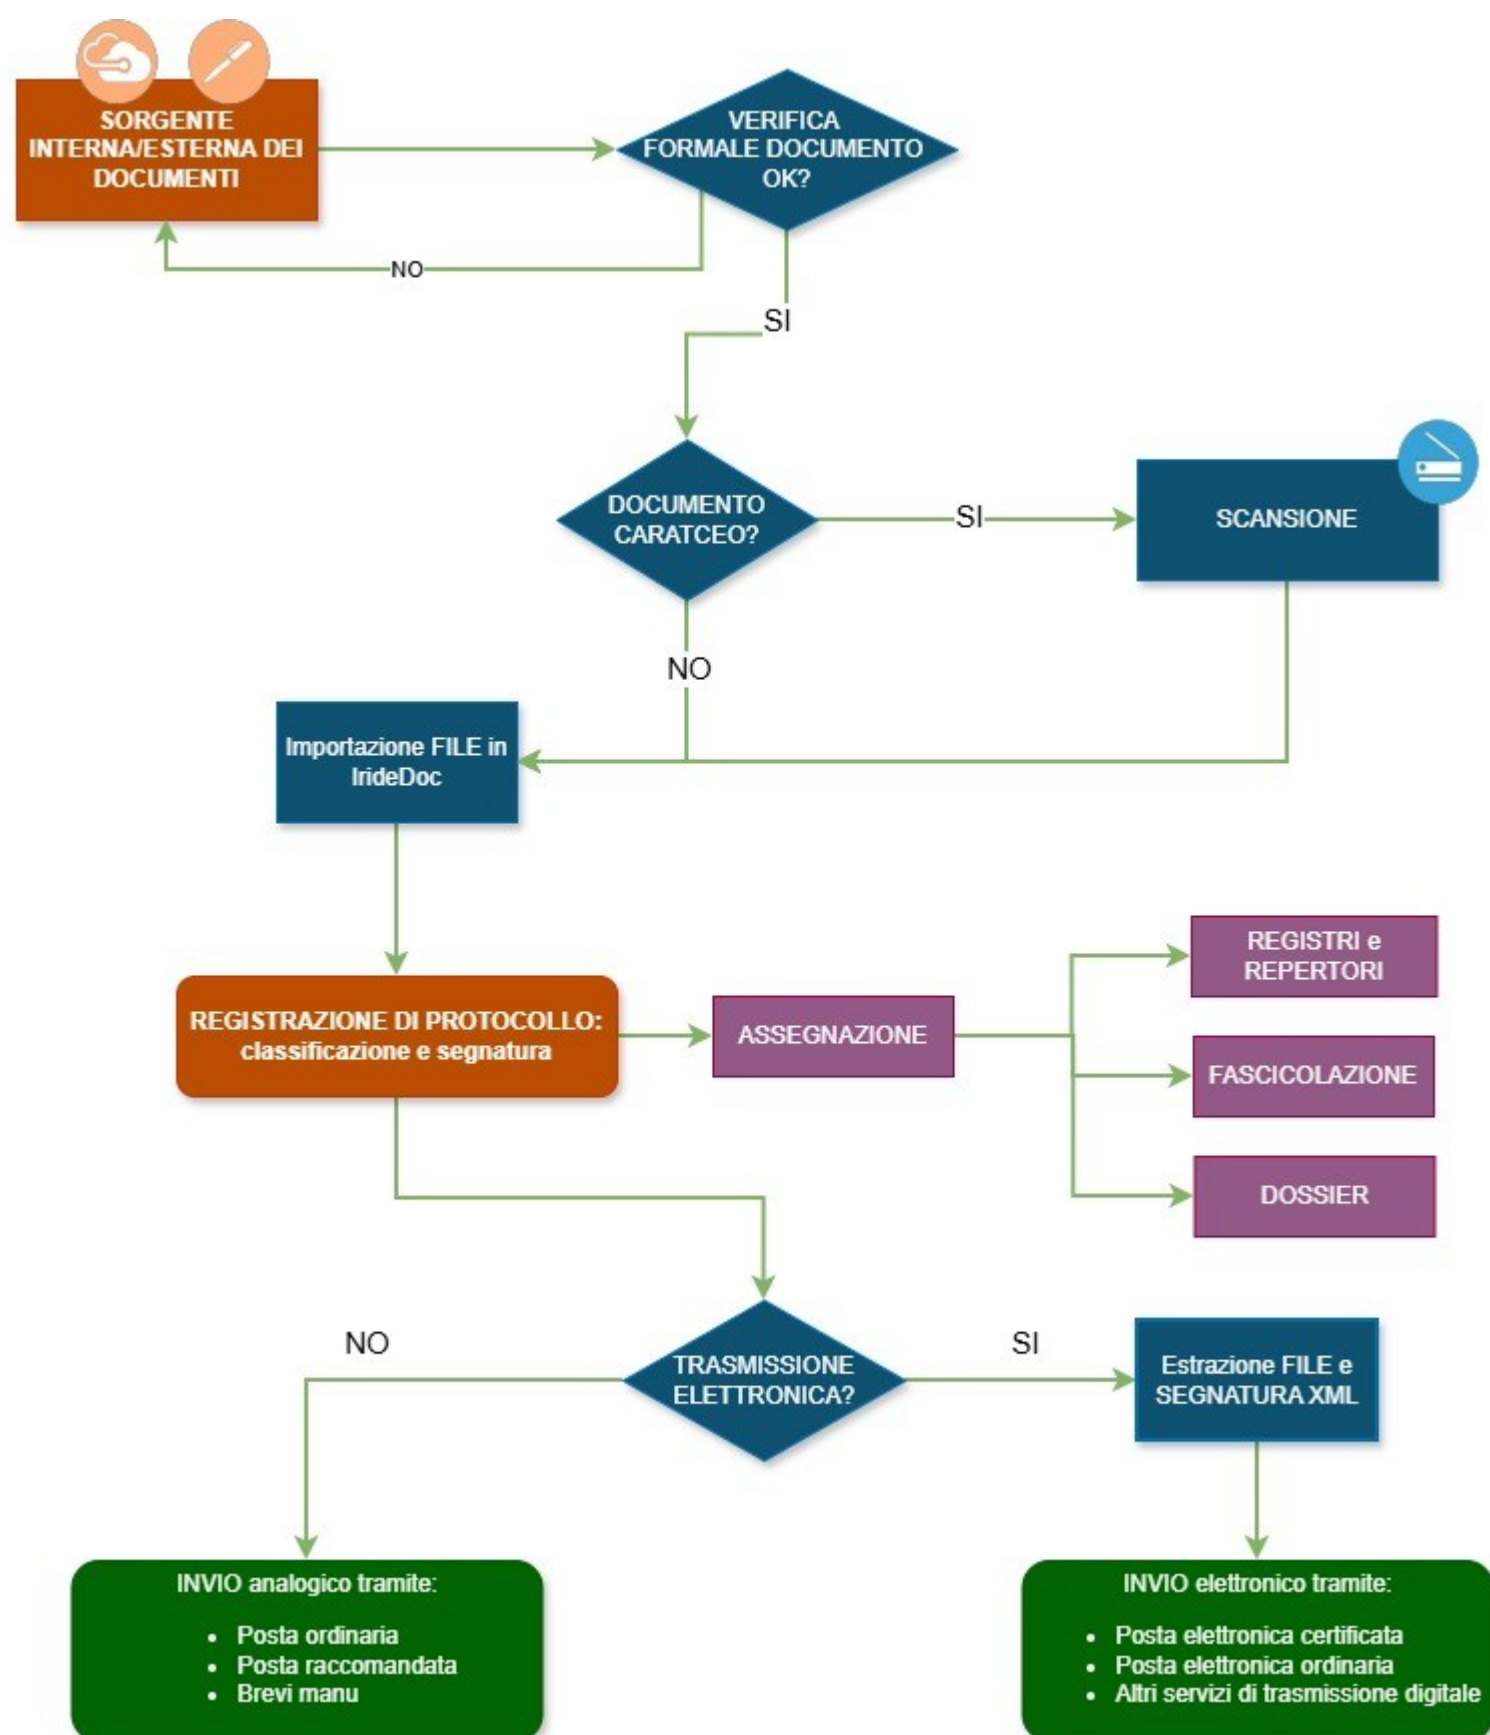 SORGENTE
INTERNA/ESTERNA DEI
DOCUMENTI
VERIFICA
FORMALE DOCUMENTO
OK?
NO
SI
DOCUMENTO
CARATCEO?
SI
SCANSIONE
NO
Importazione FILE in
IrideDoc
REGISTRI e
REPERTORI
REGISTRAZIONE DI PROTOCOLLO:
classificazione e segnatura
ASSEGNAZIONE
FASCICOLAZIONE
DOSSIER
NO
TRASMISSIONE
ELETTRONICA?
SI
Estrazione FILE e
SEGNATURA XML
INVIO analogico tramite:
• Posta ordinaria
• Posta raccomandata
• Brevi manu
INVIO elettronico tramite:
• Posta elettronica certificata
• Posta elettronica ordinaria
• Altri servizi di trasmissione digitale